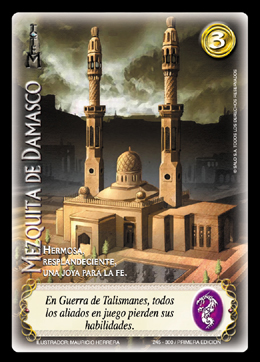 3
MEZQUITA DE DAMASCO
HERMOSA,
RESPLANDECIENTE,
UNA JOYA PARA LA FE.
En Guerra de Talismanes, todos
los aliados en juego pierden sus
habilidades.
ILUSTRADOR: MAURICIO HERRERA
/ PRIMERA EDICION